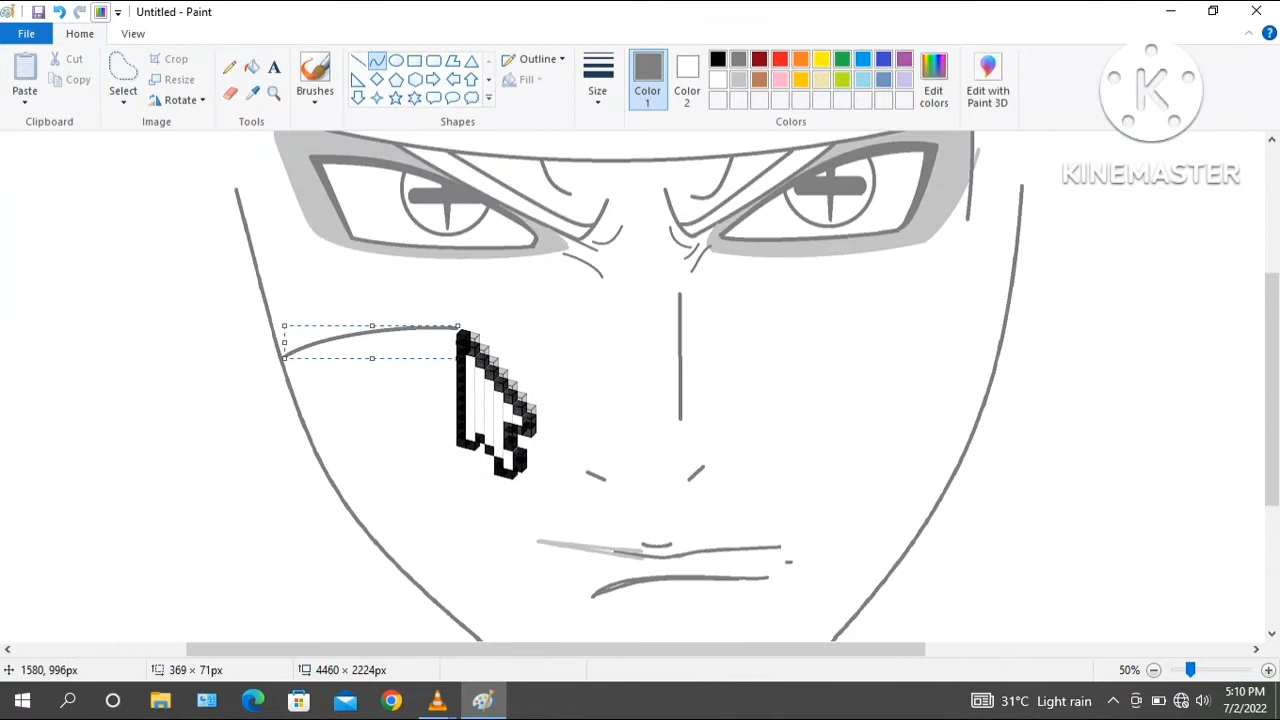 Untitled - Paint
File
Home
View
Paste
Cut
Copy
Clipboard
Select
Crop
Resize
Rotate
Image
Tools
Brushes
Outline
Fill
Shapes
Size
Color
1
Color
2
Edit
colors
Colors
Edit with
Paint 3D
K
KINEMASTER
1580, 996px
369 × 71px
4460 × 2224px
50%
31°C Light rain
5:10 PM
7/2/2022